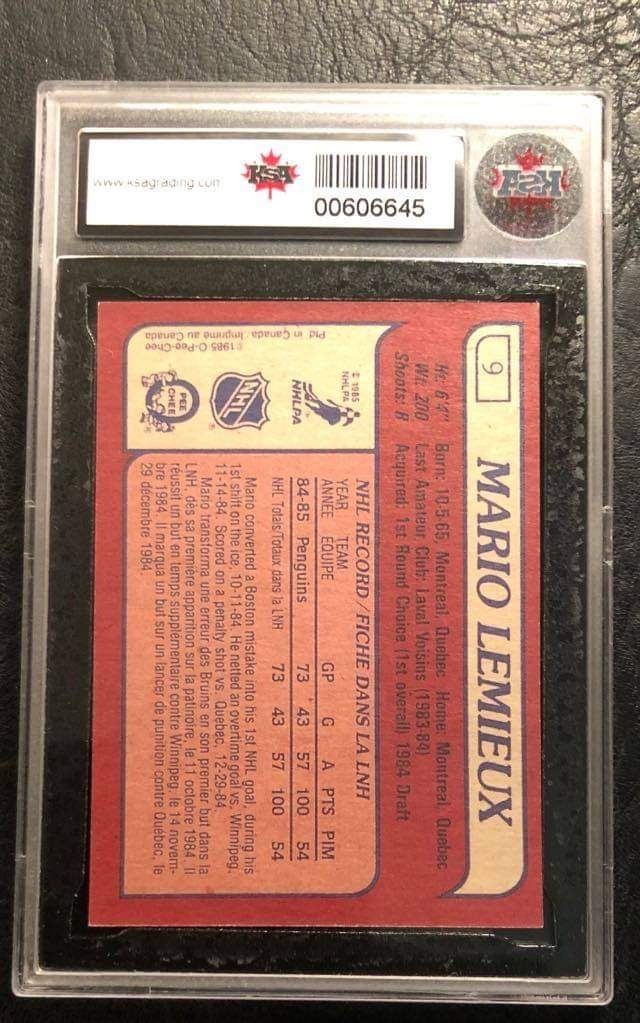 www.ksagrading.com
KSA
00606645
KSA
9
MARIO LEMIEUX
Ht: 6'4" Born: 10-5-65, Montreal, Quebec Home: Montreal, Quebec
Wt: 200 Last Amateur Club: Laval Voisins (1983-84)
Shoots: R Acquired: 1st Round Choice (1st overall) 1984 Draft
© 1985
NHLPA
NHLPA
NHL
PEE
CHEE
© 1985 O-Pee-Chee
Ptd. in Canada/Imprimé au Canada
NHL RECORD/FICHE DANS LA LNH
YEAR TEAM
ANNÉE ÉQUIPE GP G A PTS PIM
84-85 Penguins 73 43 57 100 54
NHL Totals/Totaux dans la LNH 73 43 57 100 54
Mario converted a Boston mistake into his 1st NHL goal, during his
1st shift on the ice, 10-11-84. He netted an overtime goal vs. Winnipeg,
11-14-84. Scored on a penalty shot vs. Quebec, 12-29-84.
Mario transforma une erreur des Bruins en son premier but dans la
LNH, dès sa première apparition sur la patinoire, le 11 octobre 1984. Il
réussit un but en temps supplémentaire contre Winnipeg, le 14 novem-
bre 1984. Il marqua un but sur un lancer de punition contre Québec, le
29 décembre 1984